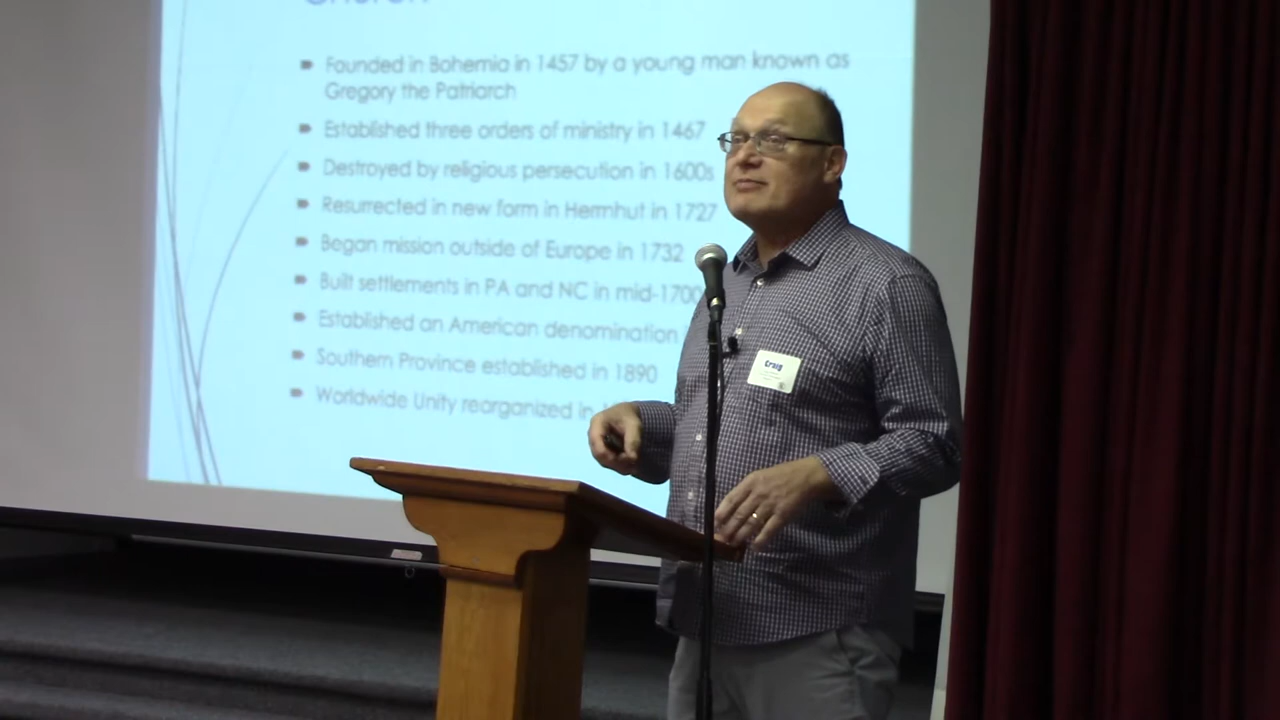 Church
Founded in Bohemia in 1457 by a young man known as
Gregory the Patriarch
Established three orders of ministry in 1467
Destroyed by religious persecution in 1600s
Resurrected in new form in Herrnhut in 1727
Began mission outside of Europe in 1732
Built settlements in PA and NC in mid-1700
Established an American denomination
Southern Province established in 1890
Worldwide Unity reorganized in
Craig